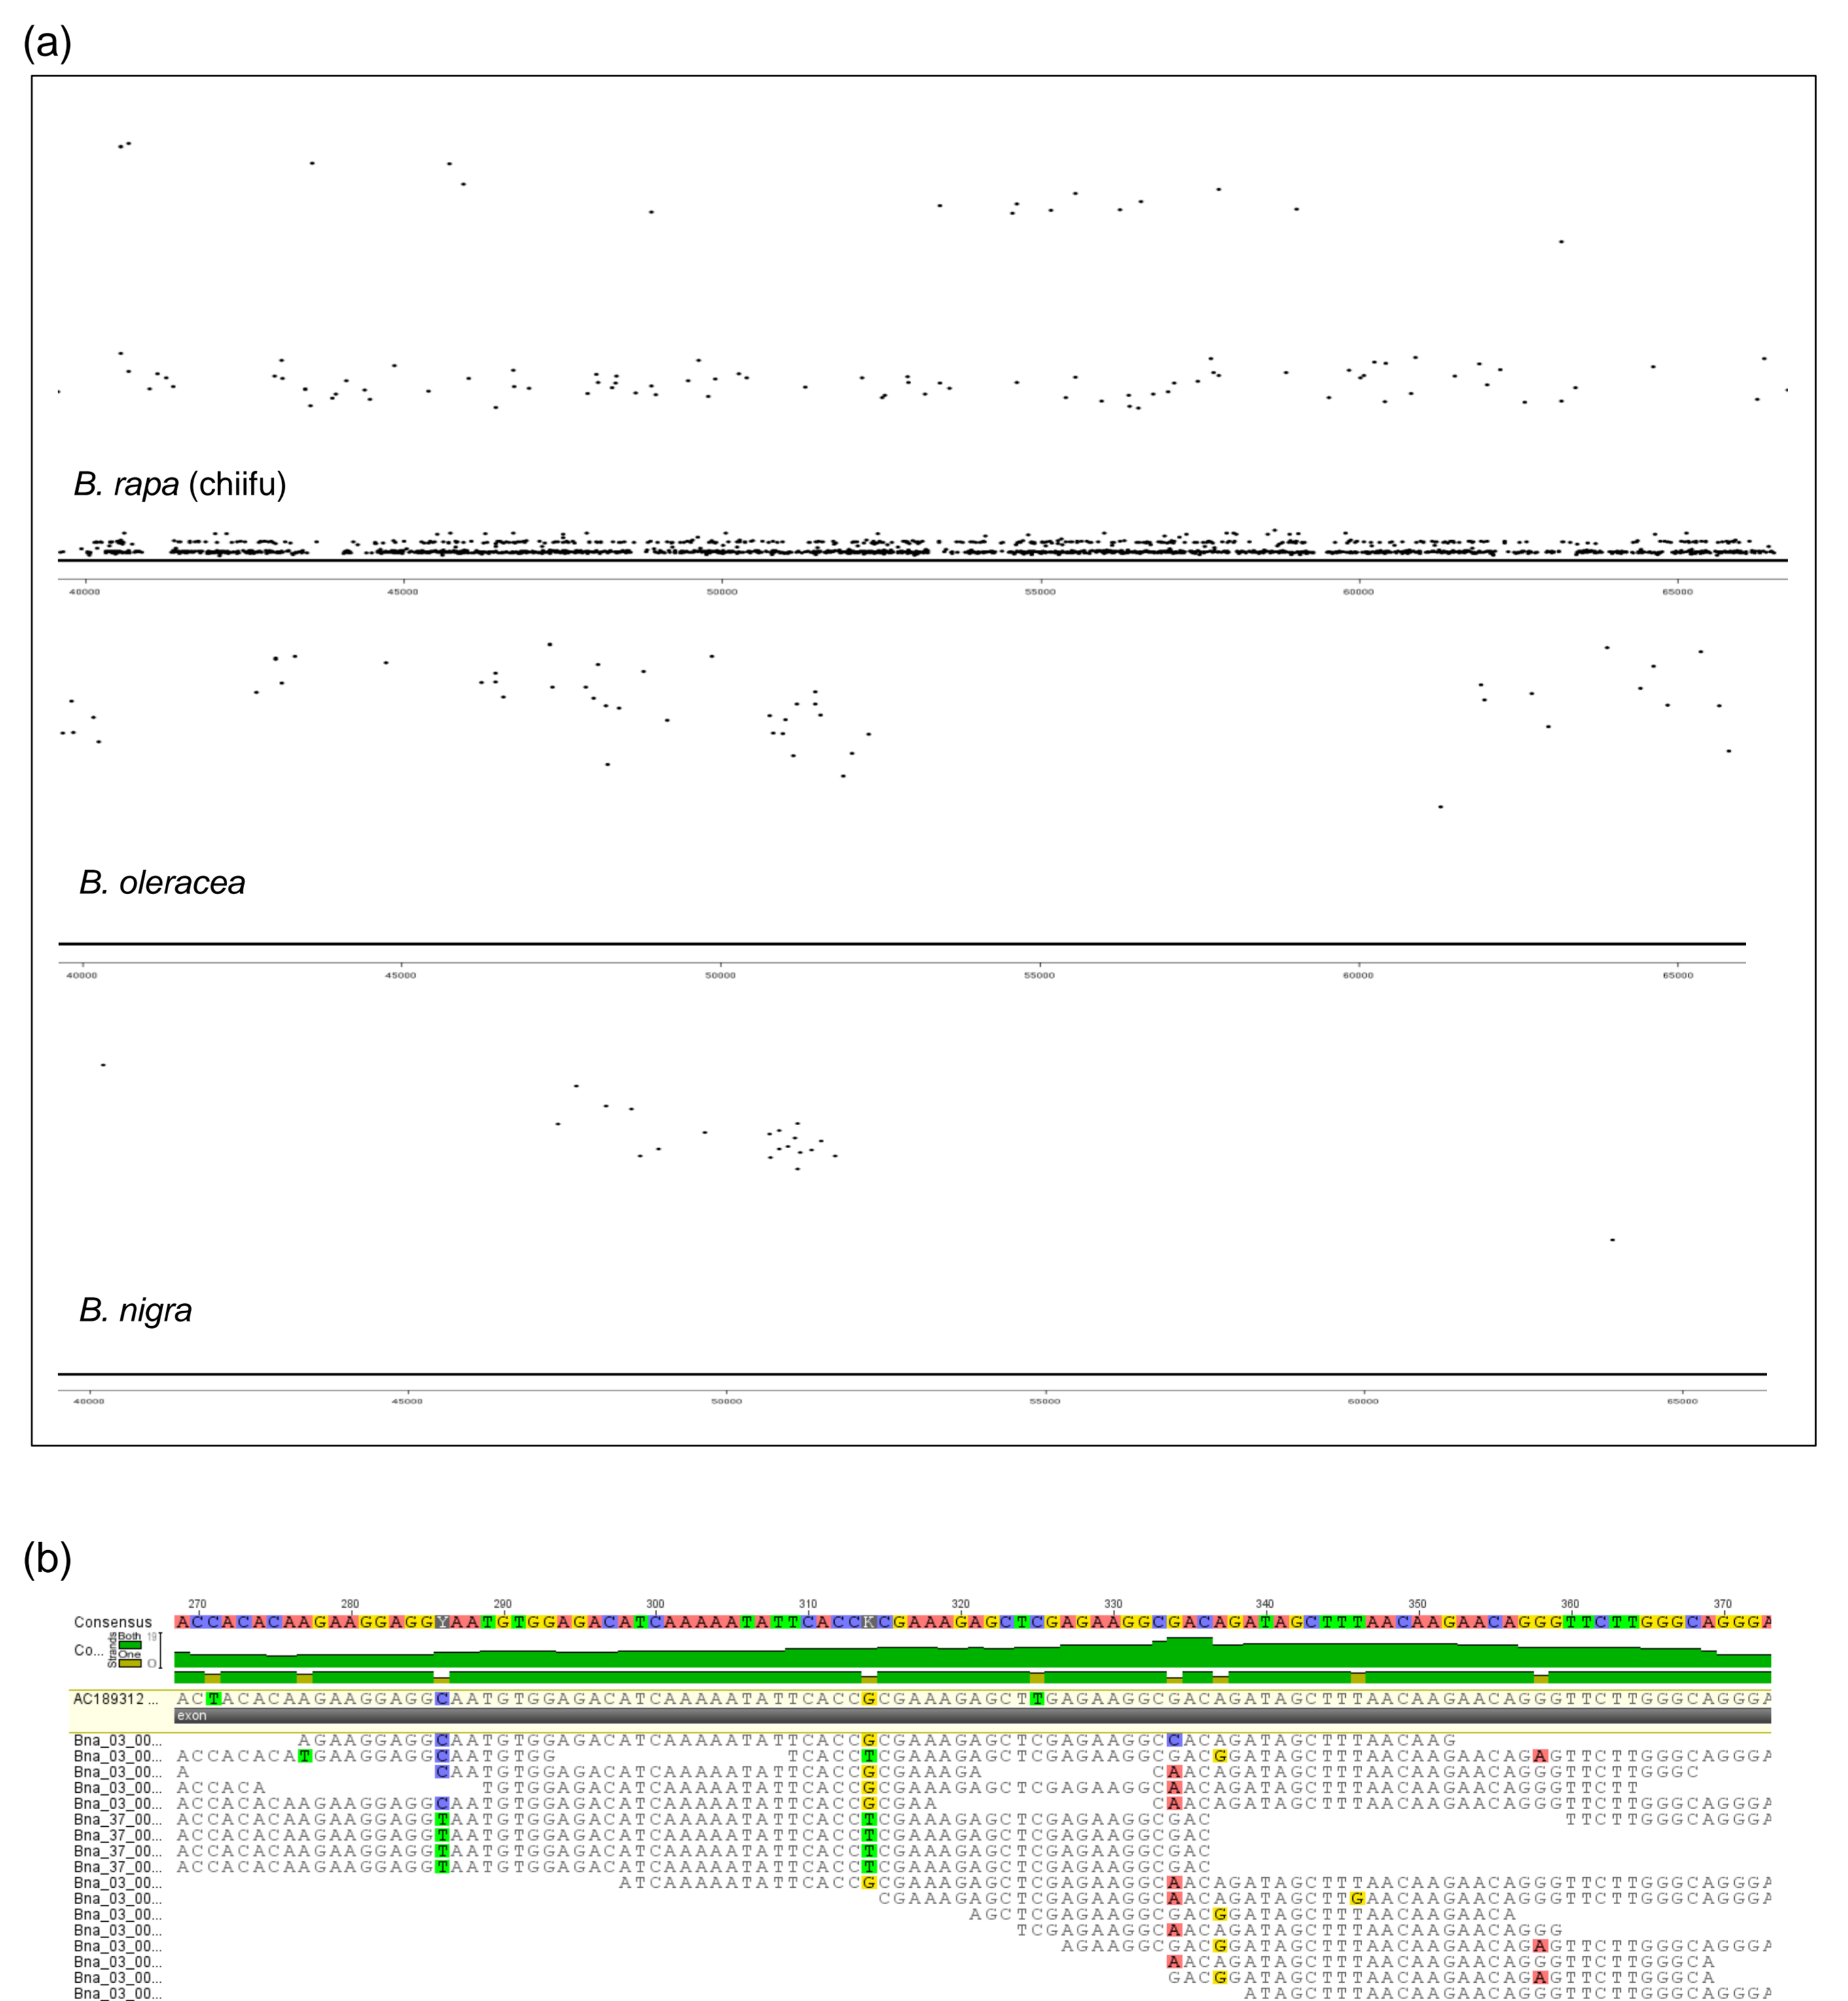 (a)
B. rapa (chiifu)
40000 45000 50000 55000 60000 65000
B. oleracea
40000 45000 50000 55000 60000 65000
B. nigra
40000 45000 50000 55000 60000 65000
(b)
270 280 290 300 310 320 330 340 350 360 370
Consensus ACCACACAAGAAGGAGGYAATGTGGAGACATCAAAAATATTCACCKCGAAAGAGCTCGAGAAGGCGACAGATAGCTTTAACAAGAACAGGGTTCTTGGGCAGGGA
Co... Strands Both One 19 0
AC189312 ... ACTACACAAGAAGGAGGCAATGTGGAGACATCAAAAATATTCACCGCGAAAGAGCTTGAGAAGGCGACAGATAGCTTTAACAAGAACAGGGTTCTTGGGCAGGGA
exon
Bna_03_00... AGAAGGAGGCAATGTGGAGACATCAAAAATATTCACCGCGAAAGAGCTCGAGAAGGCCACAGATAGCTTTAACAAG
Bna_03_00... ACCACACATGAAGGAGGCAATGTGG TCACCTCGAAAGAGCTCGAGAAGGCGACGGATAGCTTTAACAAGAACAGAGTTCTTGGGCAGGGA
Bna_03_00... A CAATGTGGAGACATCAAAAATATTCACCGCGAAAGA CAACAGATAGCTTTAACAAGAACAGGGTTCTTGGGC
Bna_03_00... ACCACA TGTGGAGACATCAAAAATATTCACCGCGAAAGAGCTCGAGAAGGCAACAGATAGCTTTAACAAGAACAGGGTTCTT
Bna_03_00... ACCACACAAGAAGGAGGCAATGTGGAGACATCAAAAATATTCACCGCGAA CAACAGATAGCTTTAACAAGAACAGGGTTCTTGGGCAGGGA
Bna_37_00... ACCACACAAGAAGGAGGTAATGTGGAGACATCAAAAATATTCACCTCGAAAGAGCTCGAGAAGGCGAC TTCTTGGGCAGGGA
Bna_37_00... ACCACACAAGAAGGAGGTAATGTGGAGACATCAAAAATATTCACCTCGAAAGAGCTCGAGAAGGCGAC
Bna_37_00... ACCACACAAGAAGGAGGTAATGTGGAGACATCAAAAATATTCACCTCGAAAGAGCTCGAGAAGGCGAC
Bna_37_00... ACCACACAAGAAGGAGGTAATGTGGAGACATCAAAAATATTCACCTCGAAAGAGCTCGAGAAGGCGAC
Bna_03_00... ATCAAAAATATTCACCGCGAAAGAGCTCGAGAAGGCAACAGATAGCTTTAACAAGAACAGGGTTCTTGGGCAGGGA
Bna_03_00... CGAAAGAGCTCGAGAAGGCAACAGATAGCTTGAACAAGAACAGGGTTCTTGGGCAGGGA
Bna_03_00... AGCTCGAGAAGGCGACGGATAGCTTTAACAAGAACA
Bna_03_00... TCGAGAAGGCAACAGATAGCTTTAACAAGAACAGGG
Bna_03_00... AGAAGGCGACGGATAGCTTTAACAAGAACAGAGTTCTTGGGCAGGGA
Bna_03_00... AACAGATAGCTTTAACAAGAACAGGGTTCTTGGGCA
Bna_03_00... GACGGATAGCTTTAACAAGAACAGAGTTCTTGGGCA
Bna_03_00... ATAGCTTTAACAAGAACAGGGTTCTTGGGCAGGGA